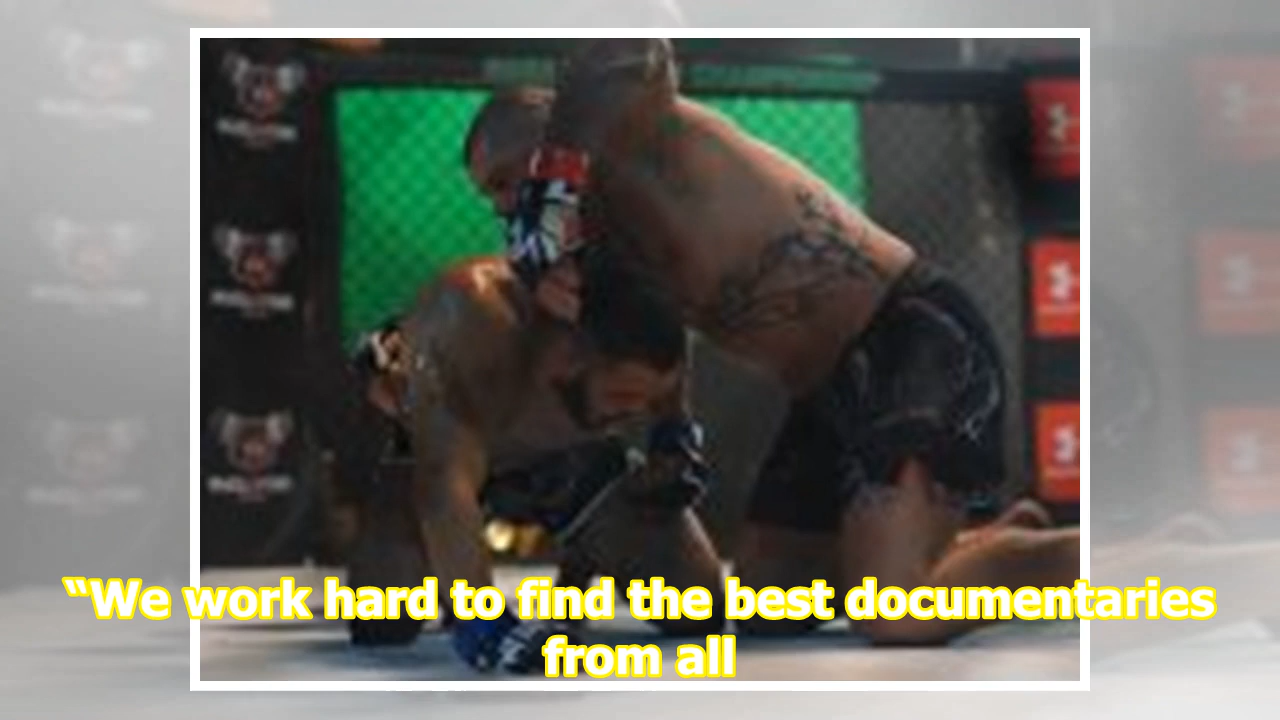 “We work hard to find the best documentaries
from all